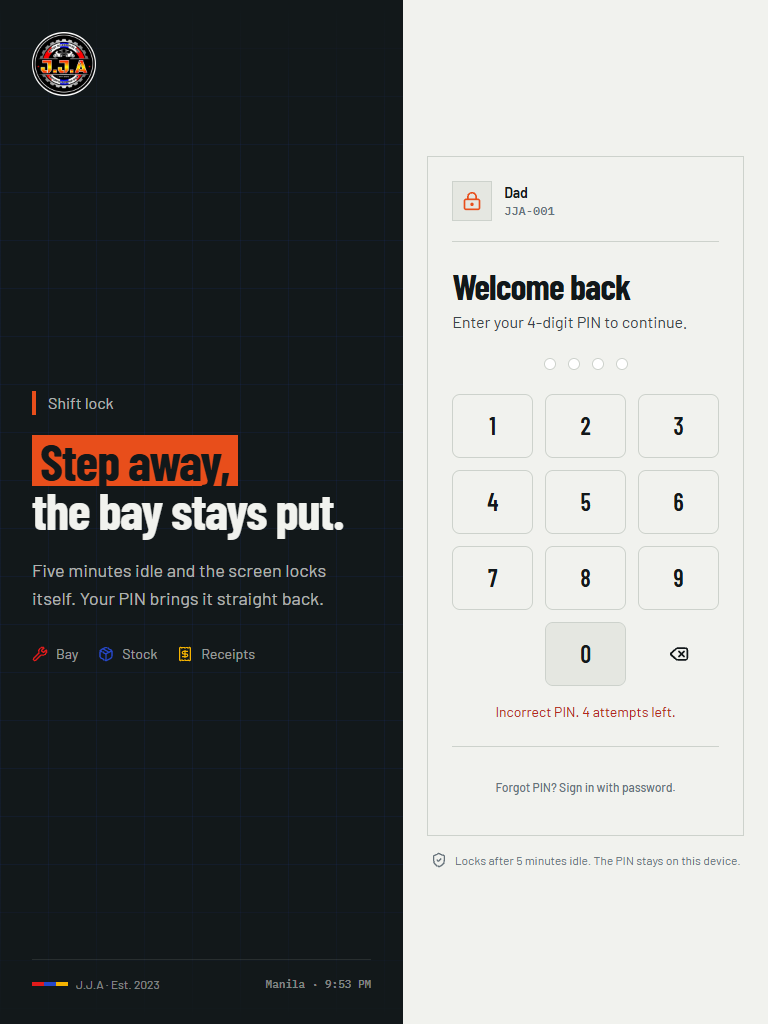 J.J.A
Shift lock
Step away,
the bay stays put.
Five minutes idle and the screen locks
itself. Your PIN brings it straight back.
Bay
Stock
Receipts
J.J.A · Est. 2023
Manila · 9:53 PM
Dad
JJA-001
Welcome back
Enter your 4-digit PIN to continue.
1 2 3
4 5 6
7 8 9
0
Incorrect PIN. 4 attempts left.
Forgot PIN? Sign in with password.
Locks after 5 minutes idle. The PIN stays on this device.